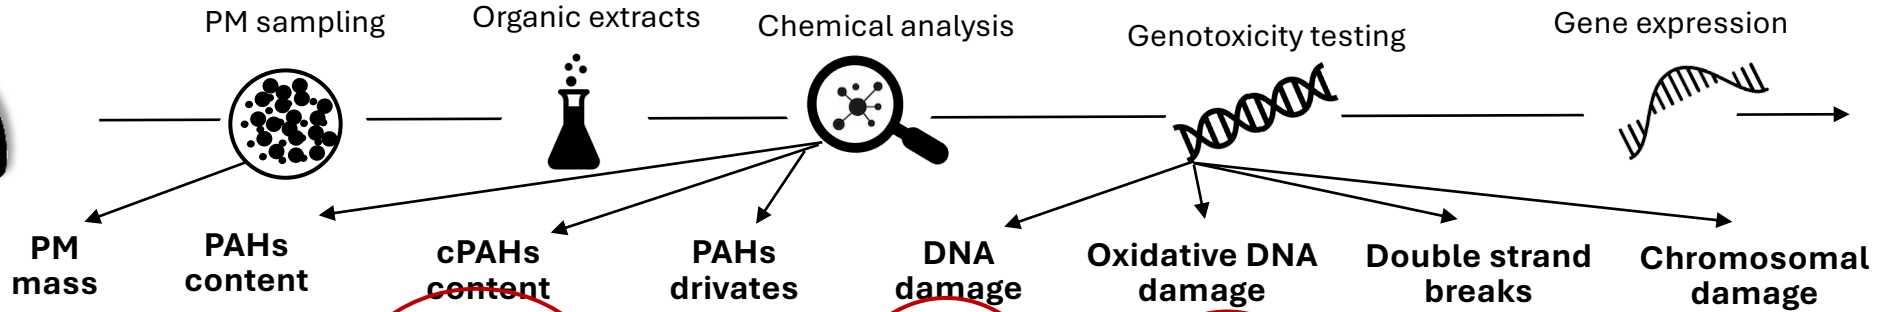 PM sampling
Organic extracts
Chemical analysis
Genotoxicity testing
Gene expression
PM
mass
PAHs
content
cPAHs
content
PAHs
drivates
DNA
damage
Oxidative DNA
damage
Double strand
breaks
Chromosomal
damage